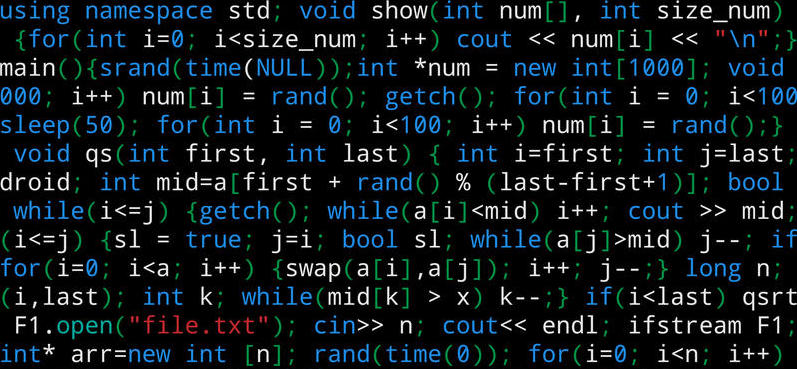 using namespace std; void show(int num[], int size_num)
{for(int i=0; i<size_num; i++) cout << num[i] << "\n";}
main(){srand(time(NULL));int *num = new int[1000]; void
000; i++) num[i] = rand(); getch(); for(int i = 0; i<100
sleep(50); for(int i = 0; i<100; i++) num[i] = rand();}
void qs(int first, int last) { int i=first; int j=last;
droid; int mid=a[first + rand() % (last-first+1)]; bool
while(i<=j) {getch(); while(a[i]<mid) i++; cout >> mid;
(i<=j) {sl = true; j=i; bool sl; while(a[j]>mid) j--; if
for(i=0; i<a; i++) {swap(a[i],a[j]); i++; j--;} long n;
(i,last); int k; while(mid[k] > x) k--;} if(i<last) qsrt
F1.open("file.txt"); cin>> n; cout<< endl; ifstream F1;
int* arr=new int [n]; rand(time(0)); for(i=0; i<n; i++)